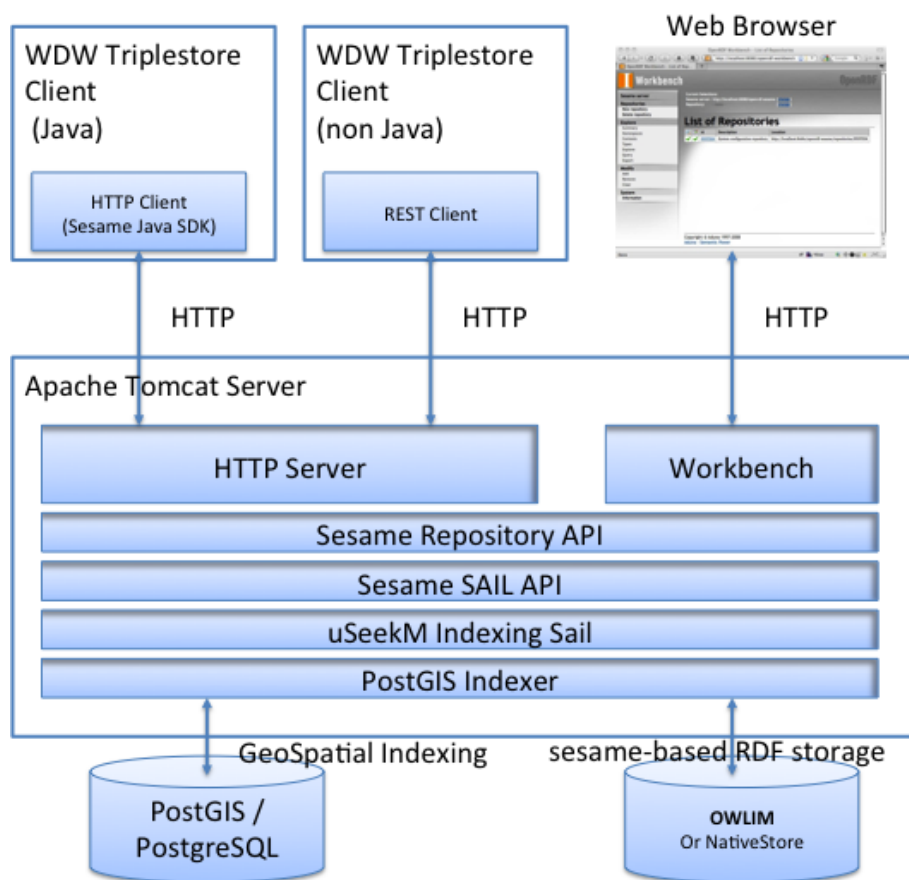 Web Browser
WDW Triplestore
Client
(Java)
HTTP Client
(Sesame Java SDK)
WDW Triplestore
Client
(non Java)
REST Client
Workbench
OpenRDF
List of Repositories
HTTP
HTTP
HTTP
Apache Tomcat Server
HTTP Server
Workbench
Sesame Repository API
Sesame SAIL API
uSeekM Indexing Sail
PostGIS Indexer
GeoSpatial Indexing
sesame-based RDF storage
PostGIS /
PostgreSQL
OWLIM
Or NativeStore